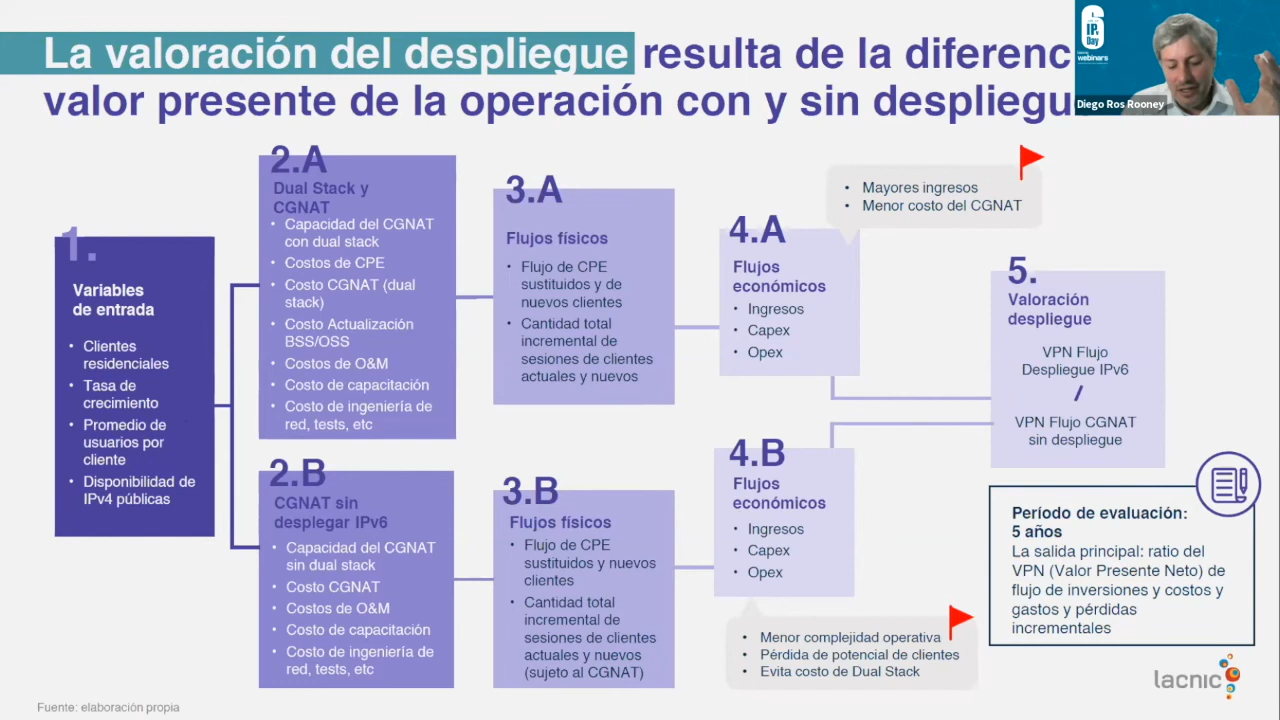 La valoración del despliegue resulta de la diferenc
valor presente de la operación con y sin despliegu
6
IP.
Day
webinars
Diego Ros Rooney
1.
Variables
de entrada
• Clientes
residenciales
• Tasa de
crecimiento
• Promedio de
usuarios por
cliente
• Disponibilidad de
IPv4 públicas
2.A
Dual Stack y
CGNAT
• Capacidad del CGNAT
con dual stack
• Costos de CPE
• Costo CGNAT (dual
stack)
• Costo Actualización
BSS/OSS
• Costos de O&M
• Costo de capacitación
• Costo de ingeniería de
red, tests, etc
2.B
CGNAT sin
desplegar IPv6
• Capacidad del CGNAT
sin dual stack
• Costo CGNAT
• Costos de O&M
• Costo de capacitación
• Costo de ingeniería de
red, tests, etc
3.A
Flujos físicos
• Flujo de CPE
sustituidos y de
nuevos clientes
• Cantidad total
incremental de
sesiones de clientes
actuales y nuevos
3.B
Flujos físicos
• Flujo de CPE
sustituidos y nuevos
clientes
• Cantidad total
incremental de
sesiones de clientes
actuales y nuevos
(sujeto al CGNAT)
• Mayores ingresos
• Menor costo del CGNAT
4.A
Flujos
económicos
• Ingresos
• Capex
• Opex
4.B
Flujos
económicos
• Ingresos
• Capex
• Opex
• Menor complejidad operativa
• Pérdida de potencial de clientes
• Evita costo de Dual Stack
5.
Valoración
despliegue
VPN Flujo
Despliegue IPv6
/
VPN Flujo CGNAT
sin despliegue
Período de evaluación:
5 años
La salida principal: ratio del
VPN (Valor Presente Neto) de
flujo de inversiones y costos y
gastos y pérdidas
incrementales
lacnic
Fuente: elaboración propia